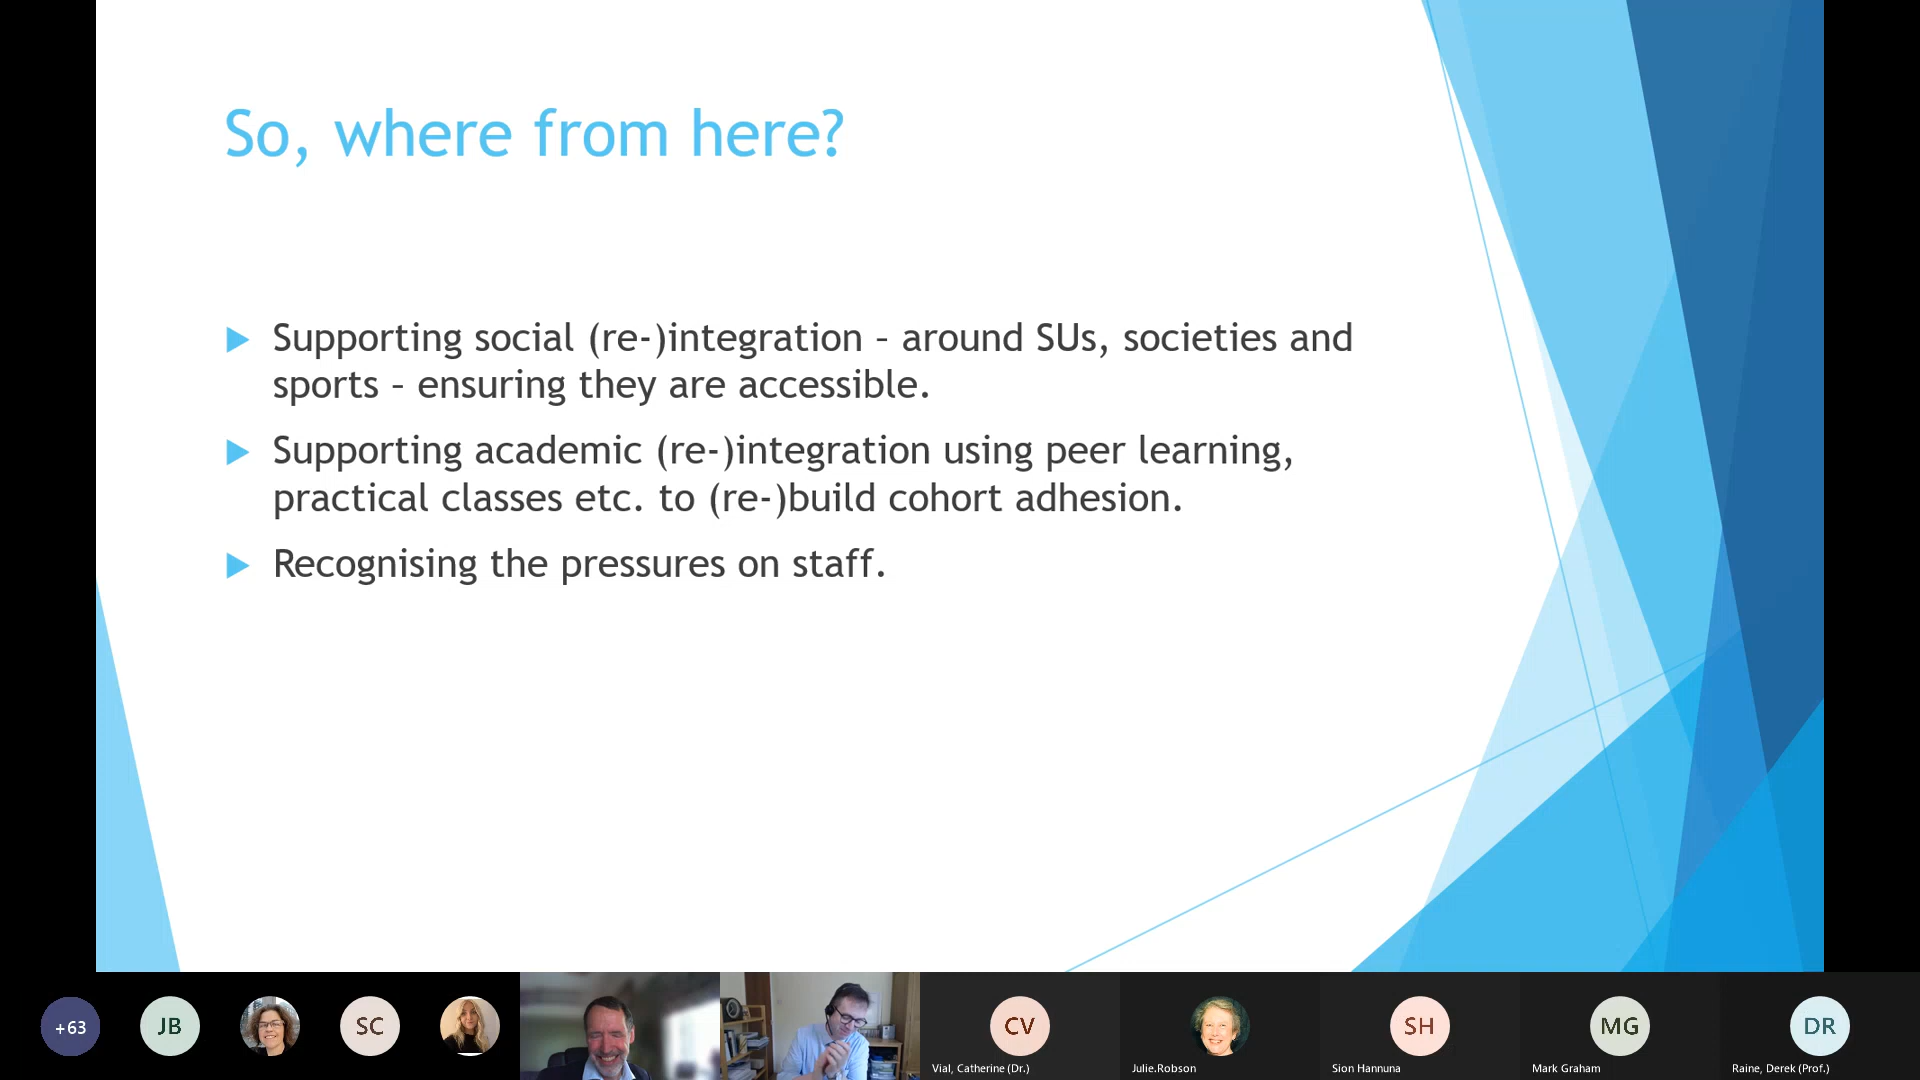 So, where from here?
Supporting social (re-)integration – around SUs, societies and
sports – ensuring they are accessible.
Supporting academic (re-)integration using peer learning,
practical classes etc. to (re-)build cohort adhesion.
Recognising the pressures on staff.
+63
JB
SC
CV
SH
MG
DR
Vial, Catherine (Dr.)
Julie.Robson
Sion Hannuna
Mark Graham
Raine, Derek (Prof.)